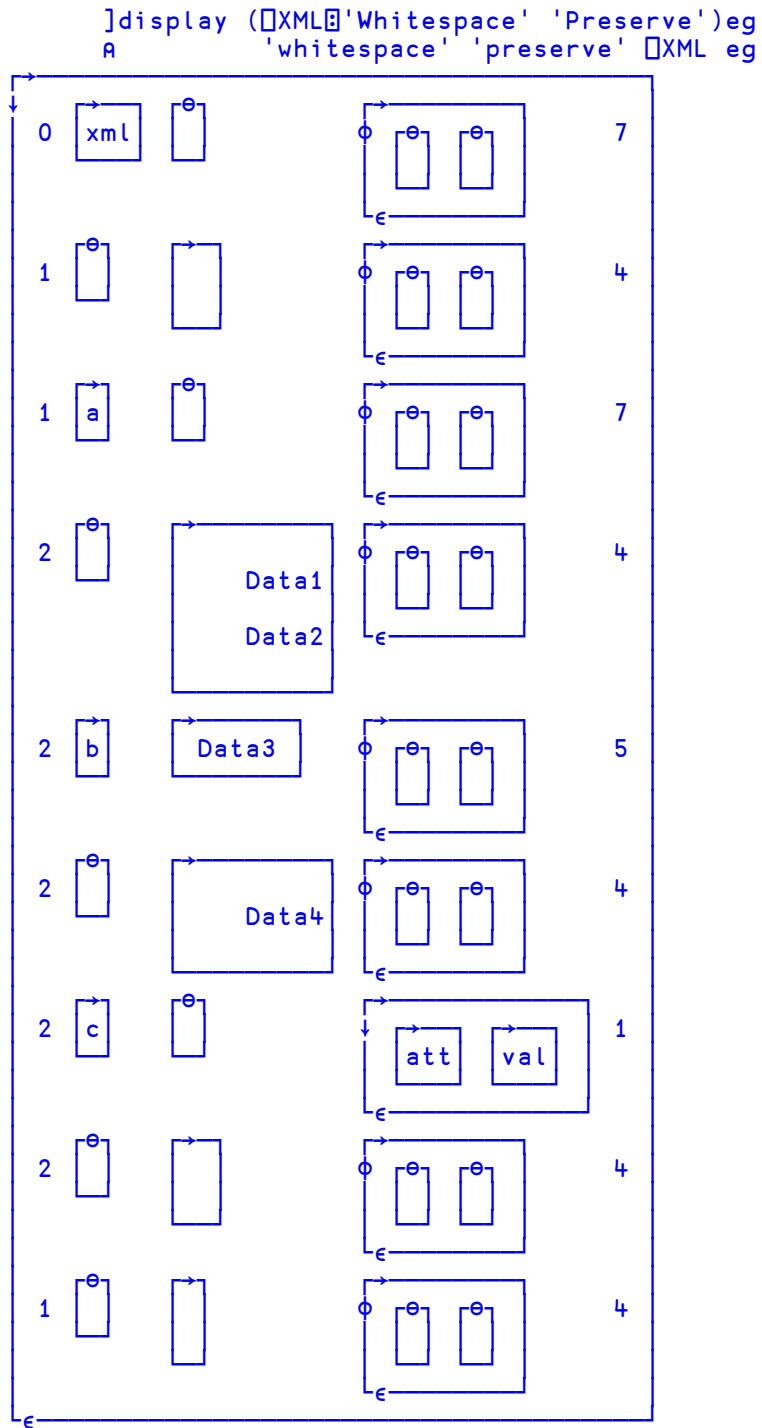 ]display (⎕XML⍠'Whitespace' 'Preserve')eg
⍝ 'whitespace' 'preserve' ⎕XML eg
0 xml 7
1 4
1 a 7
2 4
Data1
Data2
2 b Data3 5
2 4
Data4
2 c att val 1
2 4
1 4